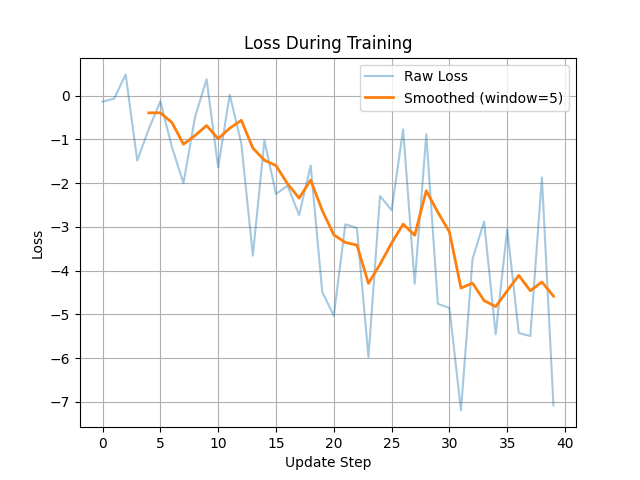 Loss During Training
Raw Loss
Smoothed (window=5)
0
−1
−2
−3
−4
−5
−6
−7
Loss
0 5 10 15 20 25 30 35 40
Update Step